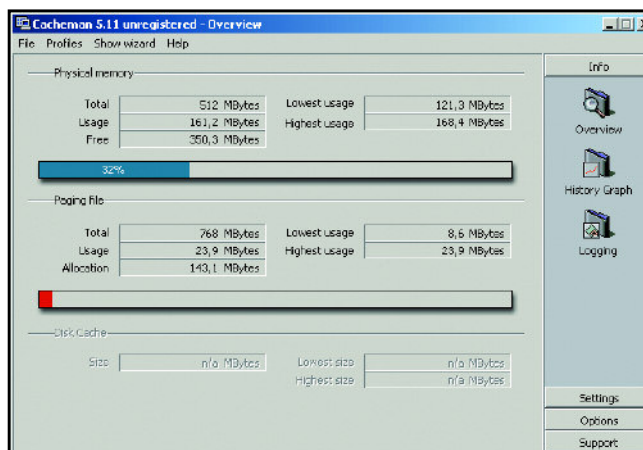 Cacheman 5.11 unregistered - Overview
File Profiles Show wizard Help
Physical memory
Total 512 MBytes Lowest usage 121,3 MBytes
Usage 161,2 MBytes Highest usage 168,4 MBytes
Free 350,3 MBytes
32%
Paging file
Total 768 MBytes Lowest usage 8,6 MBytes
Usage 23,9 MBytes Highest usage 23,9 MBytes
Allocation 143,1 MBytes
Disk Cache
Size n/a MBytes Lowest size n/a MBytes
Highest size n/a MBytes
Info
Overview
History Graph
Logging
Settings
Options
Support